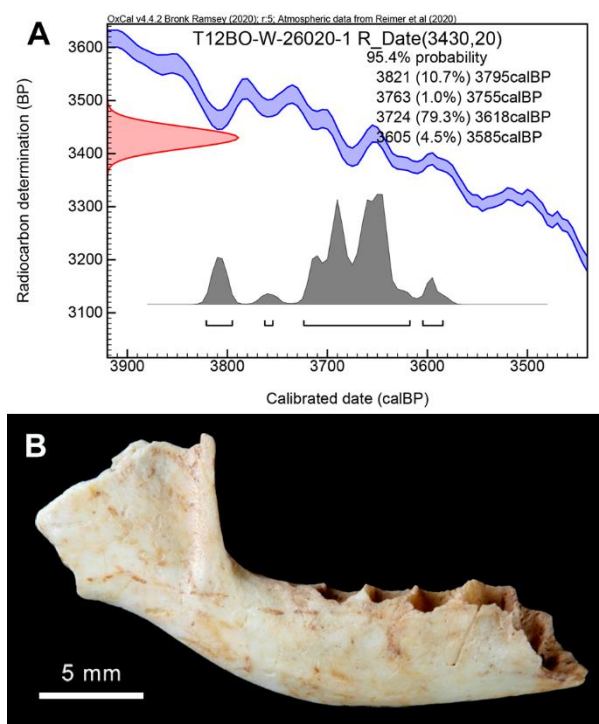 OxCal v4.4.2 Bronk Ramsey (2020); r:5; Atmospheric data from Reimer et al (2020)
A
T12BO-W-26020-1 R_Date(3430,20)
95.4% probability
3821 (10.7%) 3795calBP
3763 (1.0%) 3755calBP
3724 (79.3%) 3618calBP
3605 (4.5%) 3585calBP
Radiocarbon determination (BP)
3600
3500
3400
3300
3200
3100
3900 3800 3700 3600 3500
Calibrated date (calBP)
B
5 mm